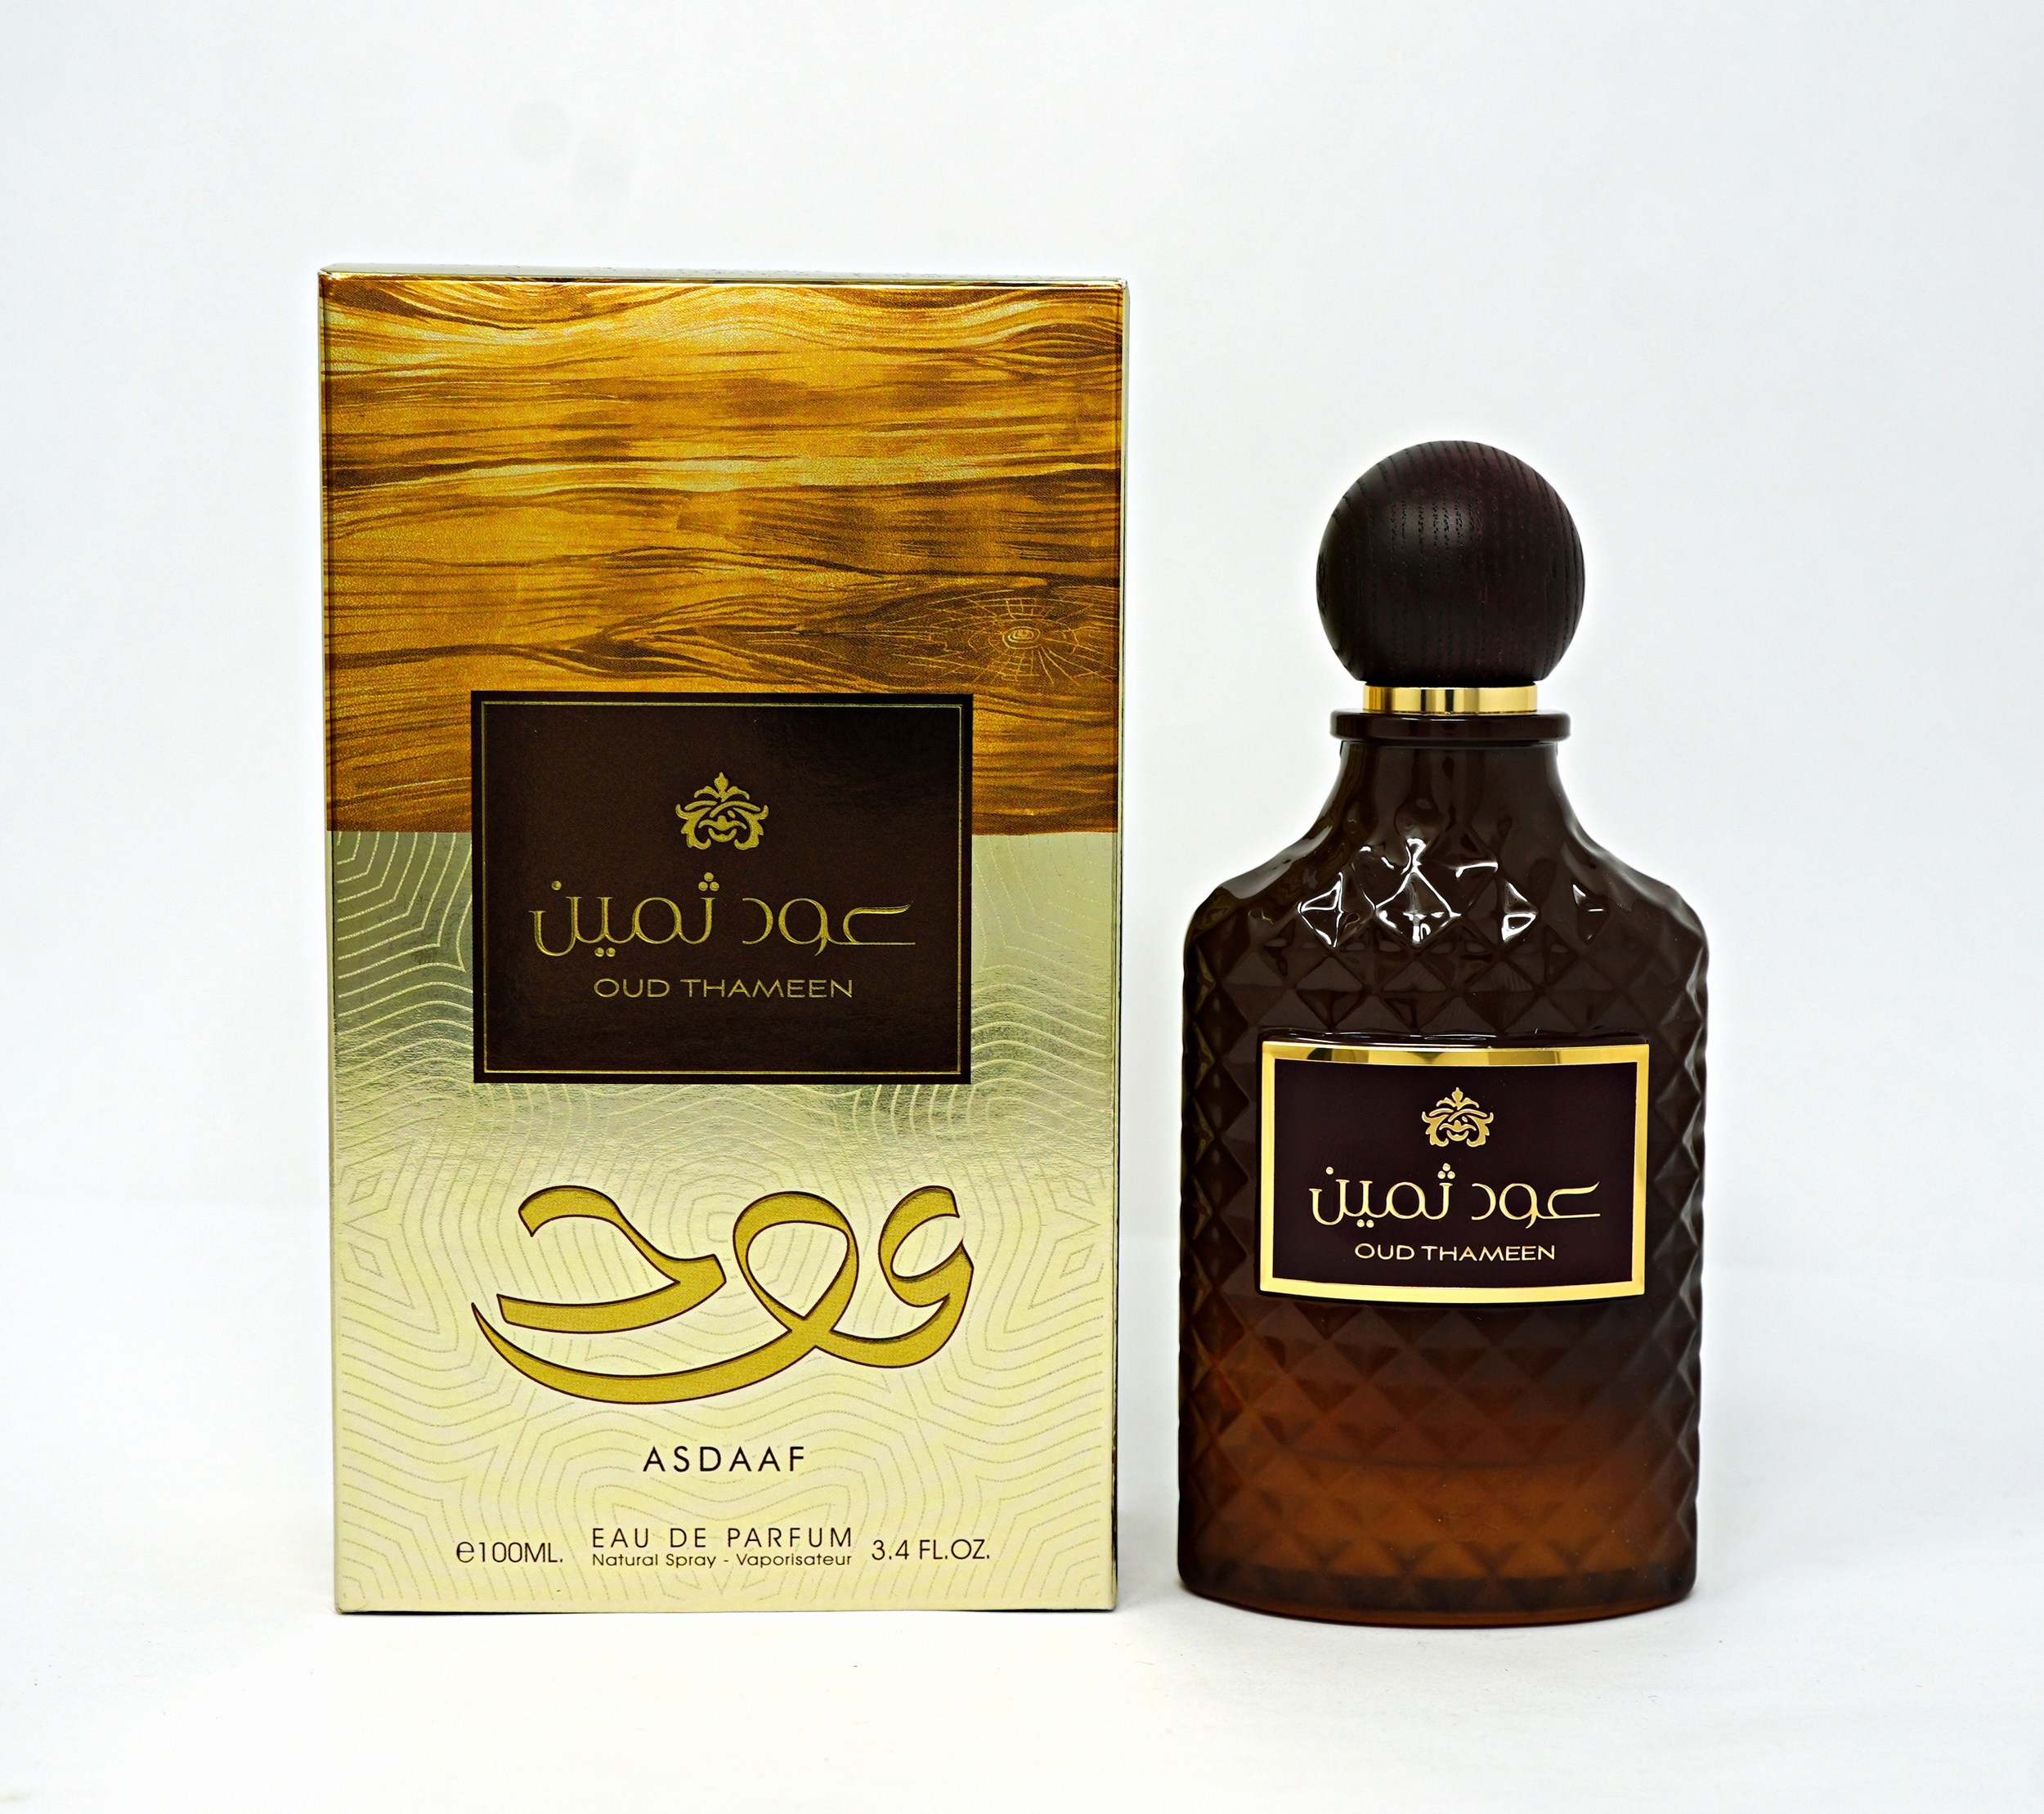 عود ثمين
OUD THAMEEN
عود
ASDAAF
℮100ML. EAU DE PARFUM 3.4 FL.OZ.
Natural Spray - Vaporisateur
عود ثمين
OUD THAMEEN